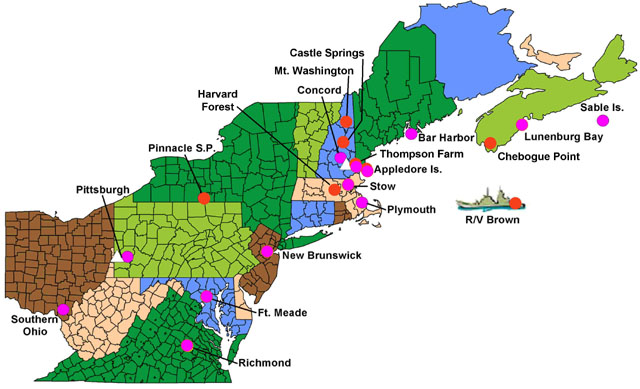 Castle Springs
Mt. Washington
Concord
Harvard
Forest
Sable Is.
Bar Harbor
Lunenburg Bay
Pinnacle S.P.
Thompson Farm
Chebogue Point
Appledore Is.
Pittsburgh
Stow
Plymouth
R/V Brown
New Brunswick
Southern
Ohio
Ft. Meade
Richmond